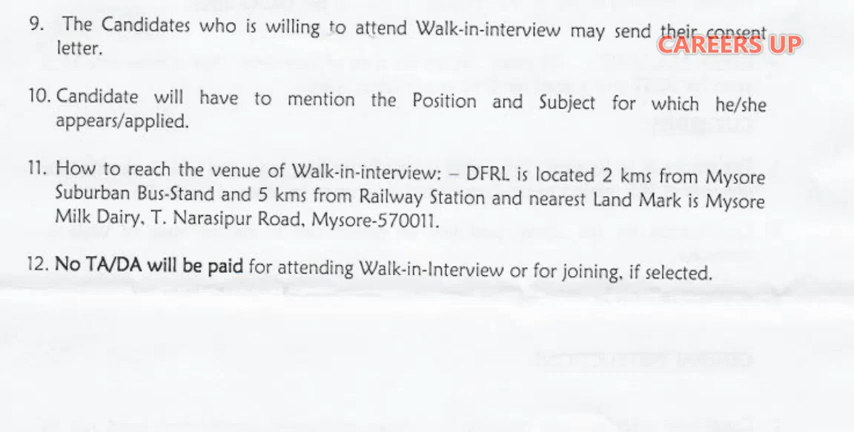 9. The Candidates who is willing to attend Walk-in-interview may send their consent
CAREERS UP
letter.
10. Candidate will have to mention the Position and Subject for which he/she
appears/applied.
11. How to reach the venue of Walk-in-interview: – DFRL is located 2 kms from Mysore
Suburban Bus-Stand and 5 kms from Railway Station and nearest Land Mark is Mysore
Milk Dairy, T. Narasipur Road, Mysore-570011.
12. No TA/DA will be paid for attending Walk-in-Interview or for joining, if selected.